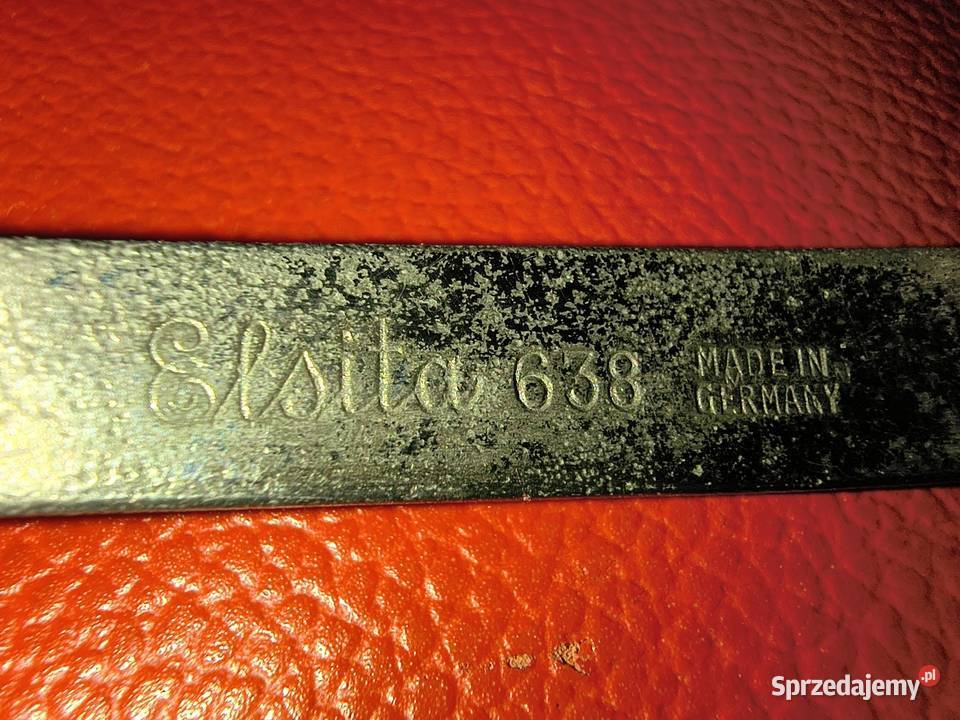 Elsita 638 MADE IN
GERMANY
Sprzedajemy.pl